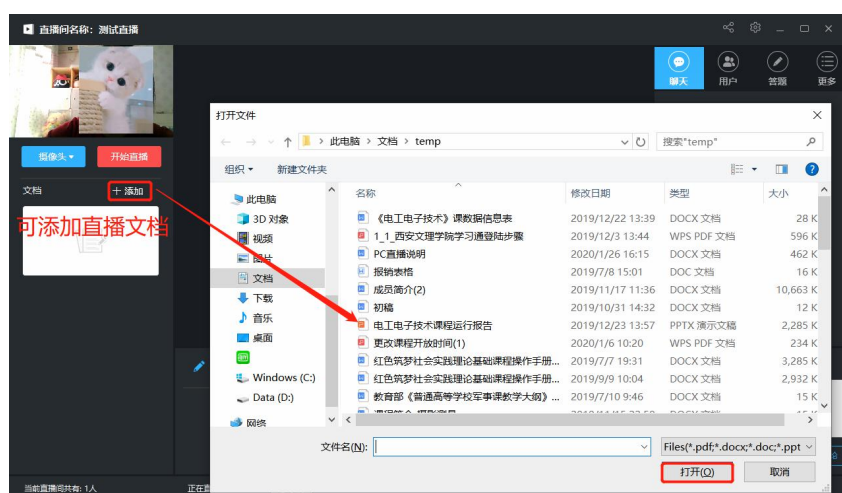 直播间名称：测试直播
聊天 用户 答题 更多
摄像头 开始直播
文档 + 添加
可添加直播文档
打开文件
此电脑 > 文档 > temp 搜索"temp"
组织 新建文件夹
此电脑
3D 对象
视频
图片
文档
下载
音乐
桌面
Windows (C:)
Data (D:)
网络
名称 修改日期 类型 大小
《电工电子技术》课数据信息表 2019/12/22 13:39 DOCX 文档 28 K
1_1_西安文理学院学习通登陆步骤 2019/12/3 13:44 WPS PDF 文档 596 K
PC直播说明 2020/1/26 16:15 DOCX 文档 462 K
报销表格 2019/7/8 15:01 DOC 文档 16 K
成员简介(2) 2019/11/17 11:36 DOCX 文档 10,663 K
初稿 2019/10/31 14:32 DOCX 文档 12 K
电工电子技术课程运行报告 2019/12/23 13:57 PPTX 演示文稿 2,285 K
更改课程开放时间(1) 2020/1/6 10:20 WPS PDF 文档 234 K
红色筑梦社会实践理论基础课程操作手册... 2019/7/7 19:31 DOCX 文档 3,285 K
红色筑梦社会实践理论基础课程操作手册... 2019/9/9 10:04 DOCX 文档 2,932 K
教育部《普通高等学校军事课教学大纲》... 2019/7/10 9:46 DOCX 文档 15 K
文件名(N): Files(*.pdf;*.docx;*.doc;*.ppt
打开(O) 取消
当前直播间共有: 1人 正在直